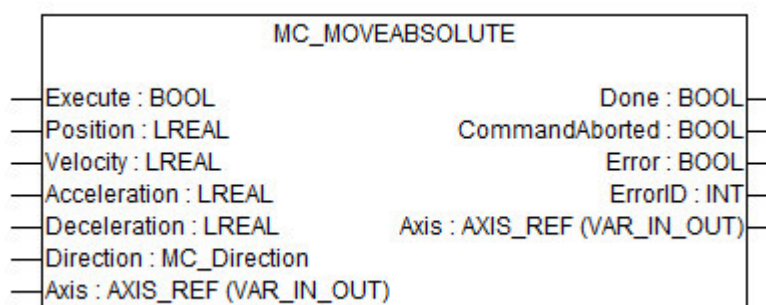 MC_MOVEABSOLUTE
Execute : BOOL Done : BOOL
Position : LREAL CommandAborted : BOOL
Velocity : LREAL Error : BOOL
Acceleration : LREAL ErrorID : INT
Deceleration : LREAL Axis : AXIS_REF (VAR_IN_OUT)
Direction : MC_Direction
Axis : AXIS_REF (VAR_IN_OUT)